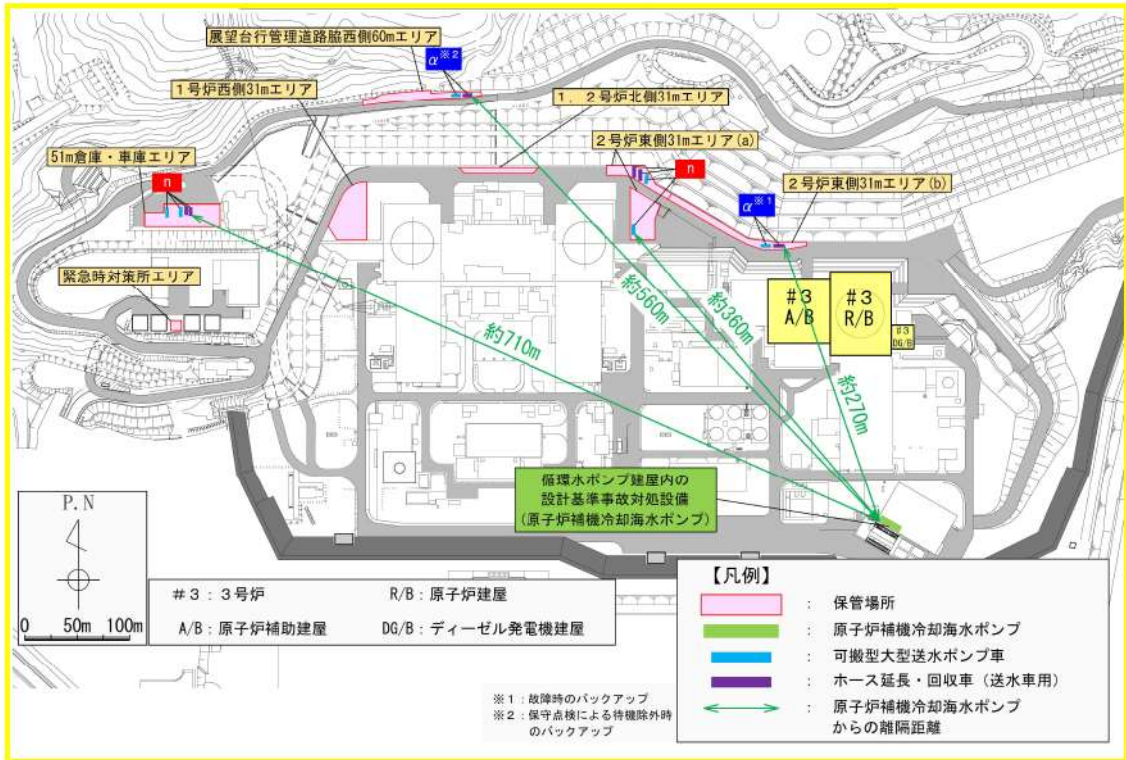 展望台行管理道路脇西側60mエリア
α※2
1号炉西側31mエリア
1, 2号炉北側31mエリア
2号炉東側31mエリア(a)
51m倉庫・車庫エリア
n
n
α※1
2号炉東側31mエリア(b)
緊急時対策所エリア
#3
A/B
#3
R/B
#3
DG/B
約560m
約360m
約710m
約270m
循環水ポンプ建屋内の
設計基準事故対処設備
(原子炉補機冷却海水ポンプ)
P.N
0 50m 100m
#3:3号炉 R/B:原子炉建屋
A/B:原子炉補助建屋 DG/B:ディーゼル発電機建屋
※1:故障時のバックアップ
※2:保守点検による待機除外時
のバックアップ
【凡例】
: 保管場所
: 原子炉補機冷却海水ポンプ
: 可搬型大型送水ポンプ車
: ホース延長・回収車(送水車用)
: 原子炉補機冷却海水ポンプ
からの離隔距離